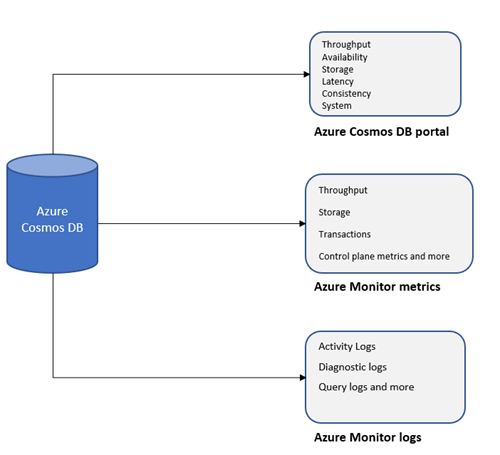 Throughput
Availability
Storage
Latency
Consistency
System
Azure Cosmos DB portal
Azure
Cosmos DB
Throughput
Storage
Transactions
Control plane metrics and more
Azure Monitor metrics
Activity Logs
Diagnostic logs
Query logs and more
Azure Monitor logs